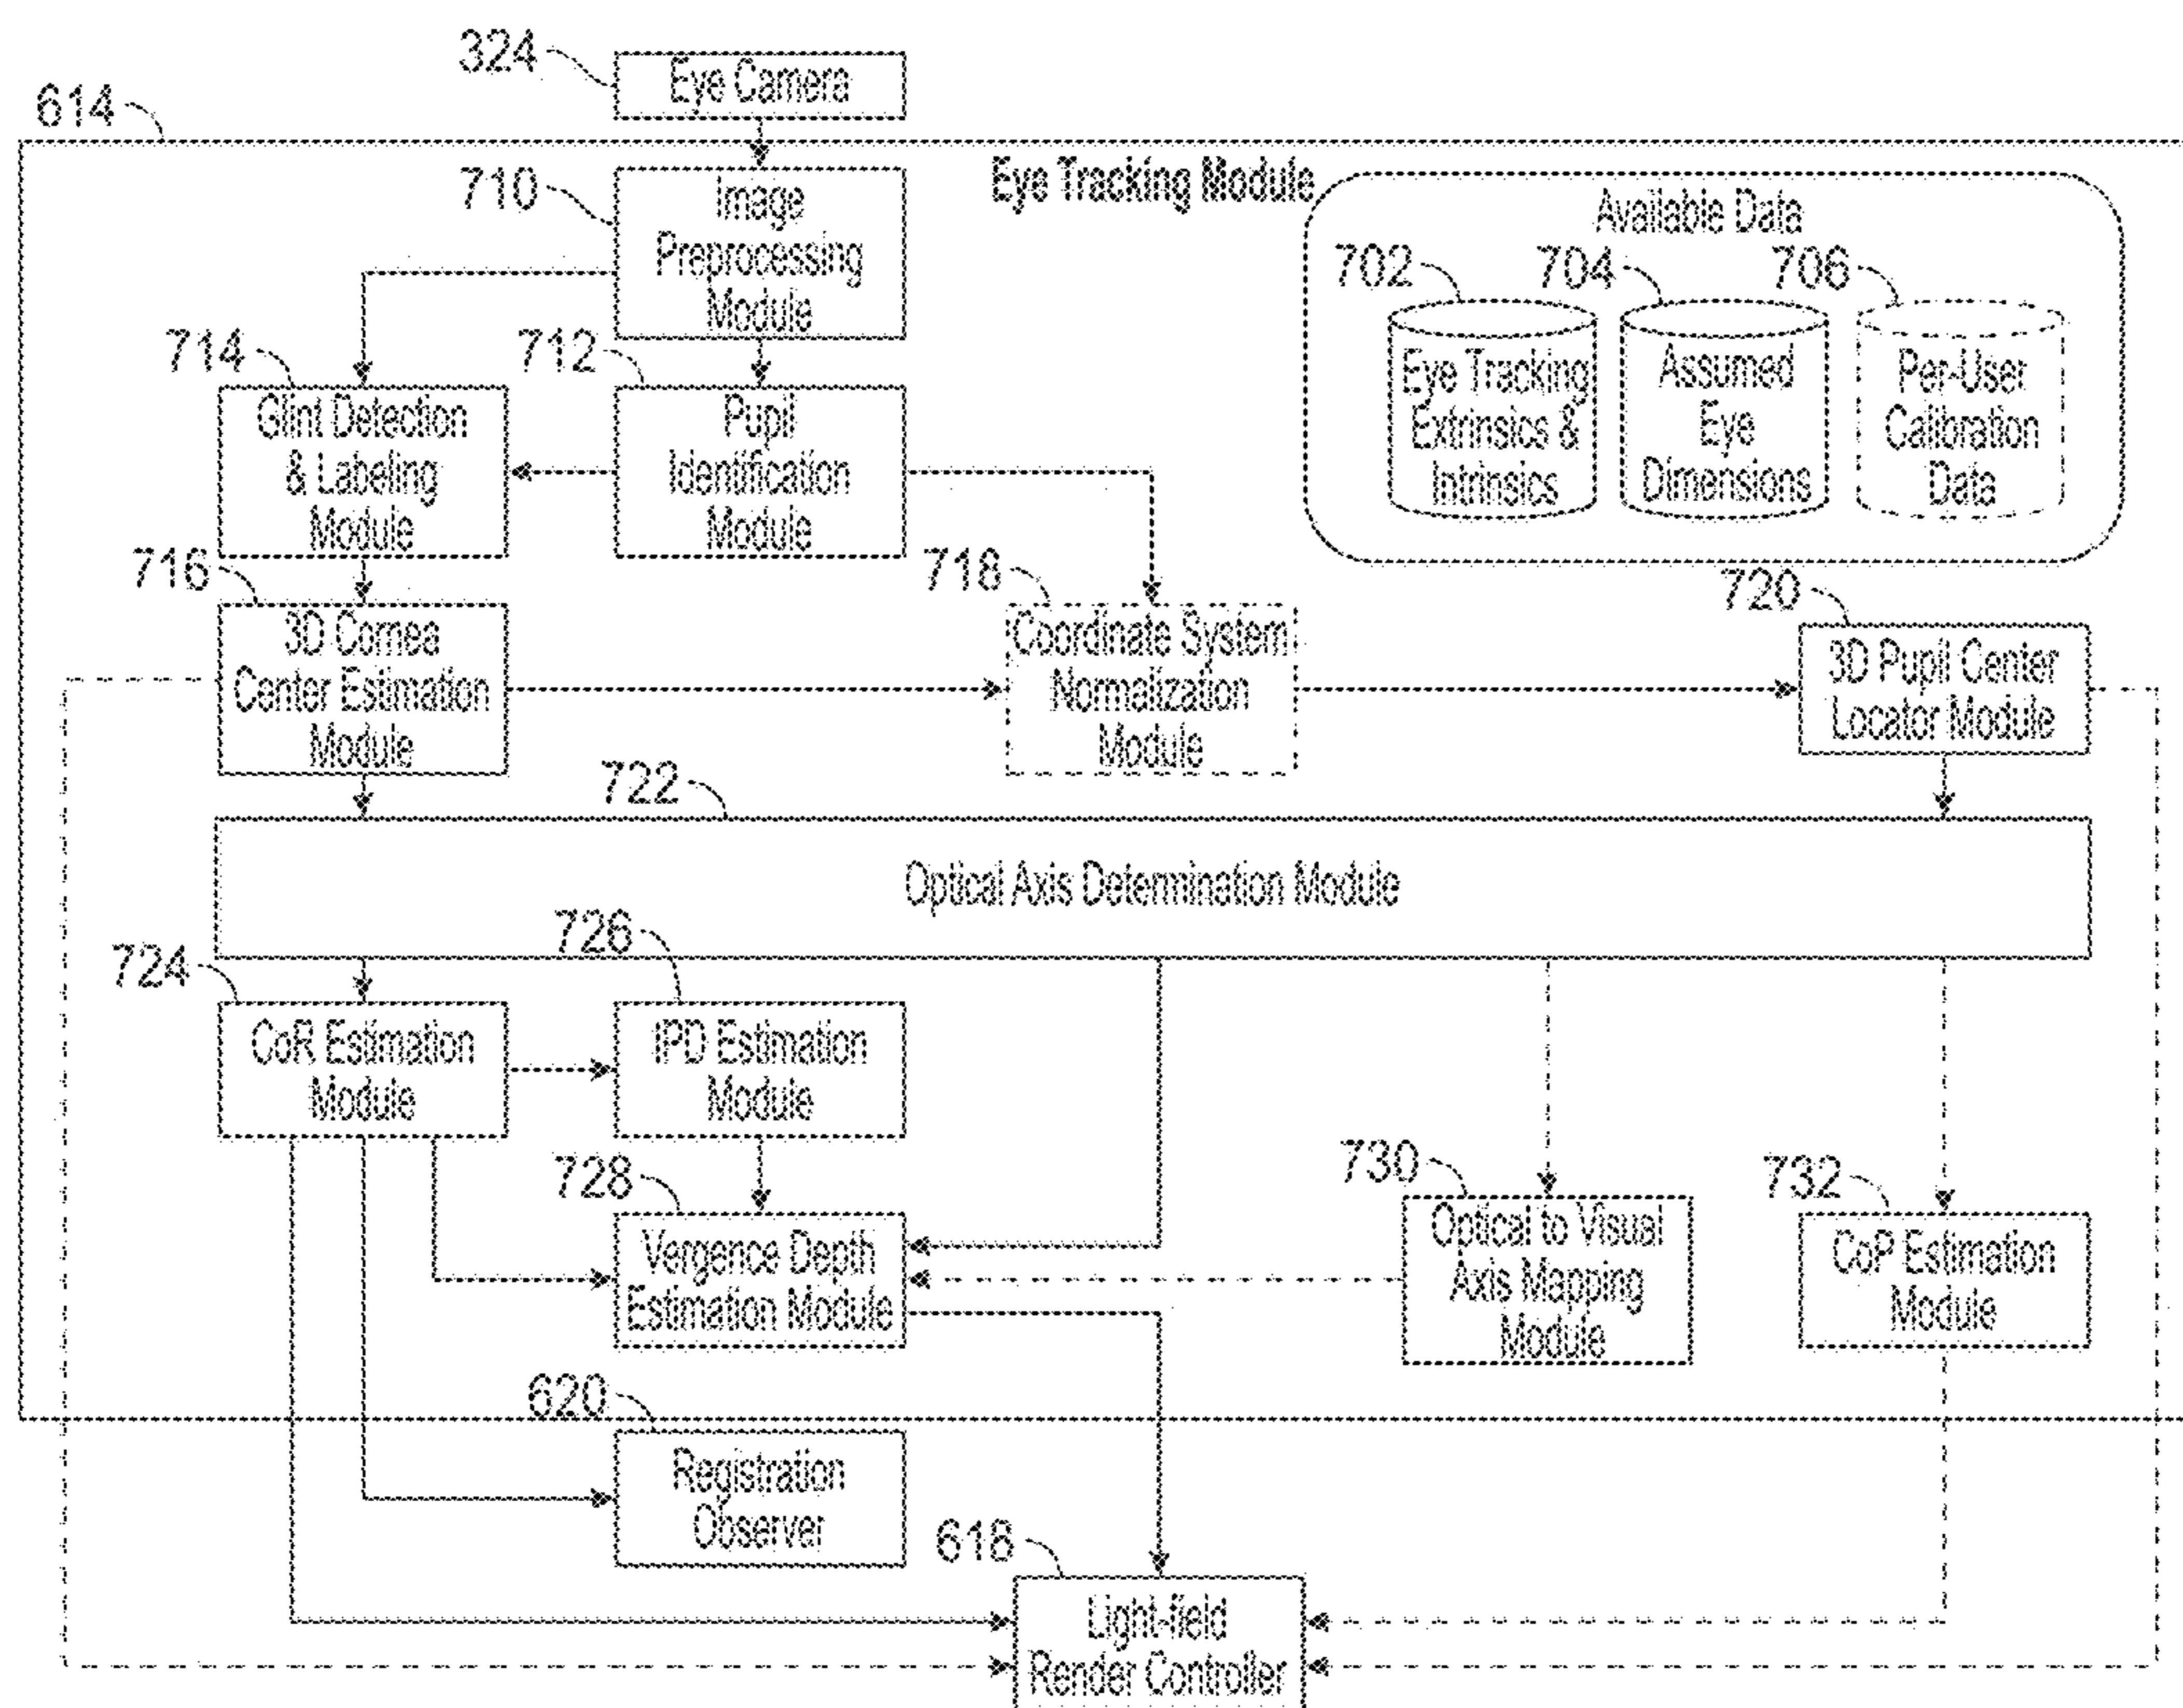 324
Eye Camera
614
710
Image
Preprocessing
Module
Eye Tracking Module
Available Data
702
704
706
Eye Tracking
Extrinsics &
Intrinsics
Assumed
Eye
Dimensions
Per-User
Calibration
Data
714
Glint Detection
& Labeling
Module
712
Pupil
Identification
Module
716
3D Cornea
Center Estimation
Module
718
Coordinate System
Normalization
Module
720
3D Pupil Center
Locator Module
722
Optical Axis Determination Module
724
CoR Estimation
Module
726
IPD Estimation
Module
728
Vergence Depth
Estimation Module
730
Optical to Visual
Axis Mapping
Module
732
CoP Estimation
Module
620
Registration
Observer
618
Light-field
Render Controller